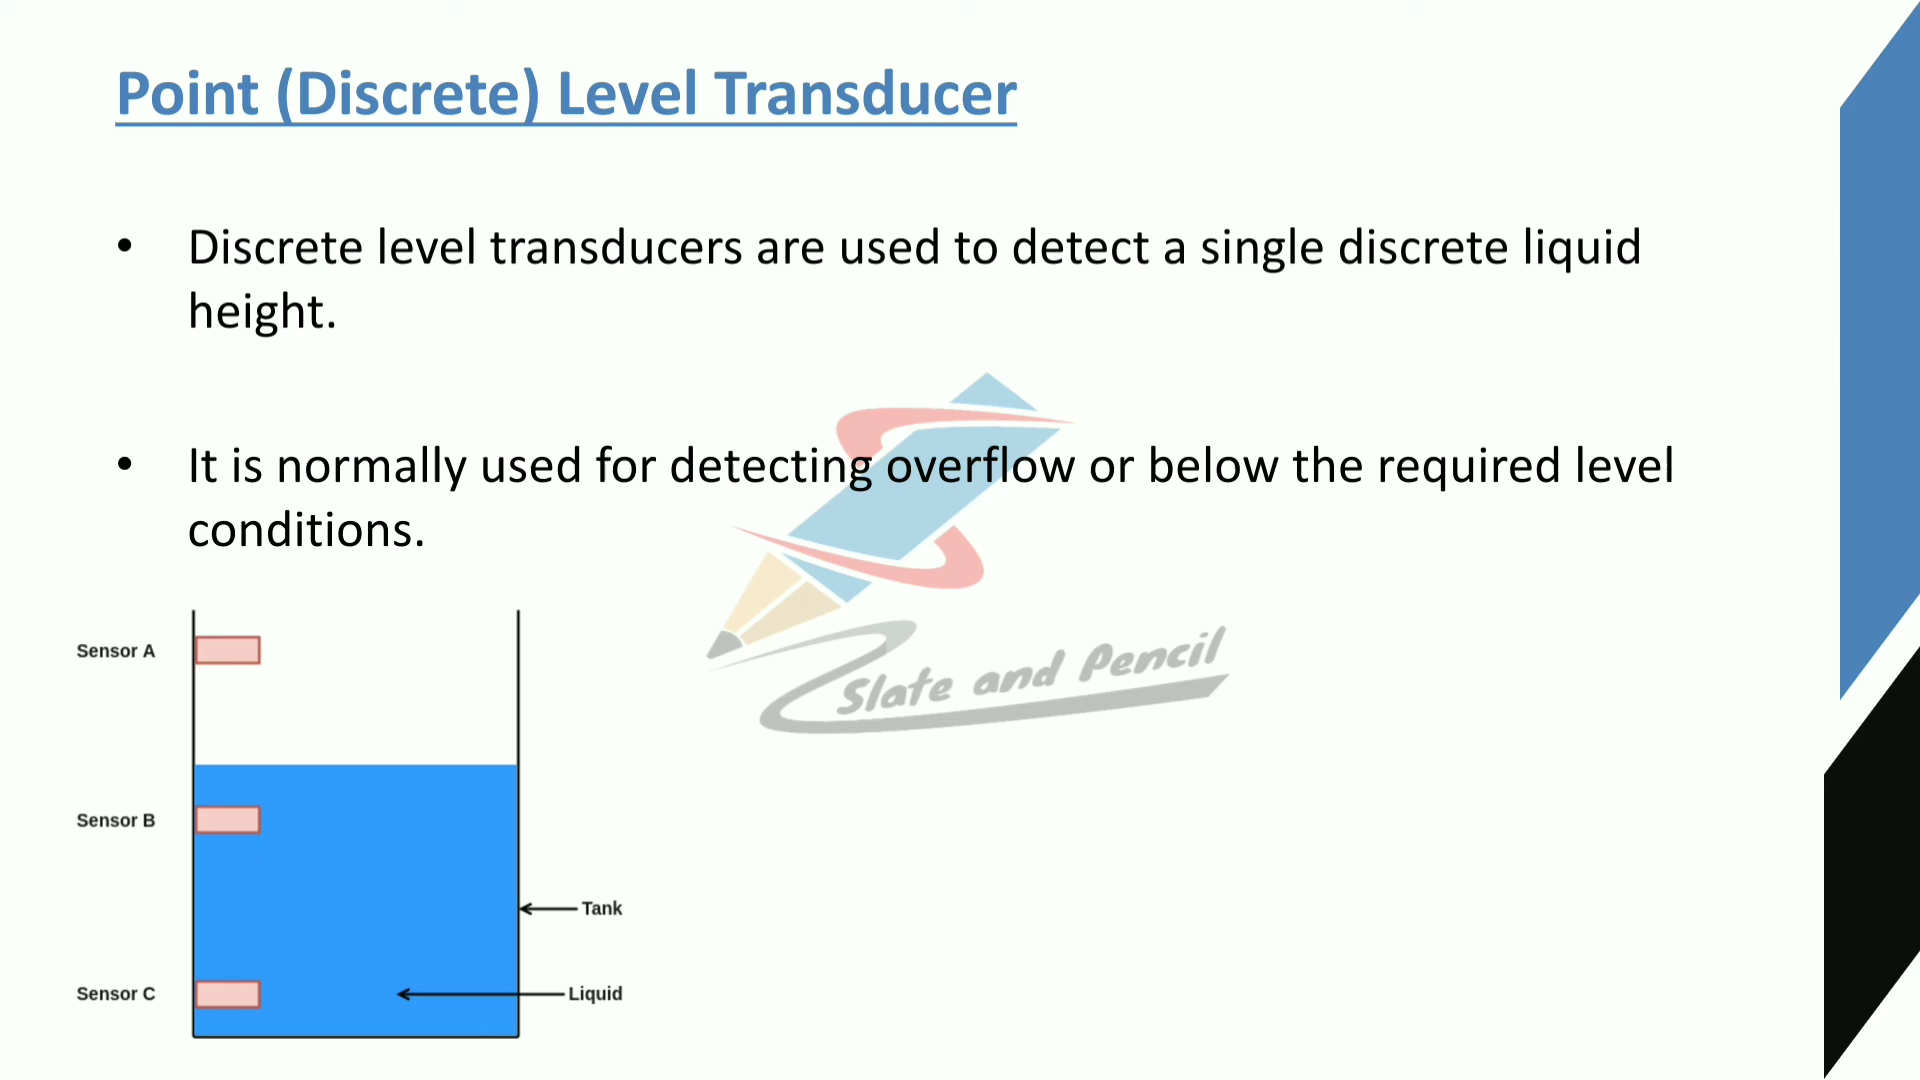 Point (Discrete) Level Transducer
• Discrete level transducers are used to detect a single discrete liquid
height.
• It is normally used for detecting overflow or below the required level
conditions.
Slate and Pencil
Sensor A
Sensor B
Tank
Sensor C
Liquid